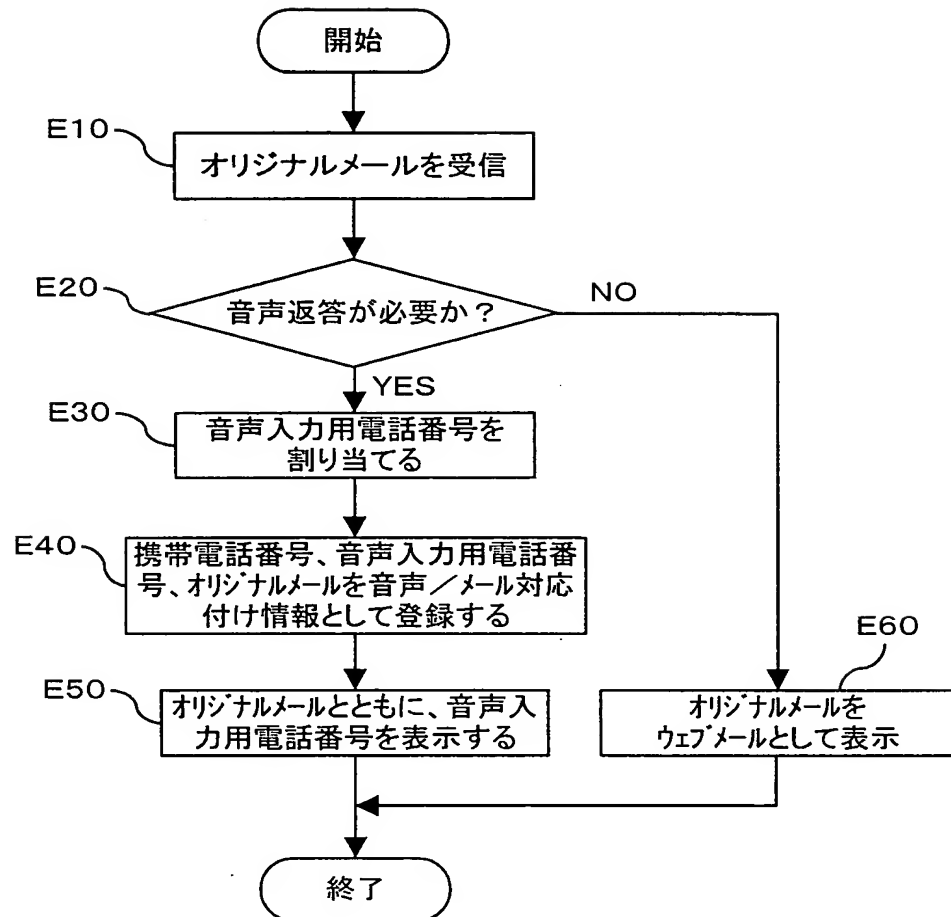 開始
E10
オリジナルメールを受信
E20
音声返答が必要か？
NO
YES
E30
音声入力用電話番号を
割り当てる
E40
携帯電話番号、音声入力用電話番
号、オリジナルメールを音声／メール対応
付け情報として登録する
E50
オリジナルメールとともに、音声入
力用電話番号を表示する
E60
オリジナルメールを
ウェブメールとして表示
終了